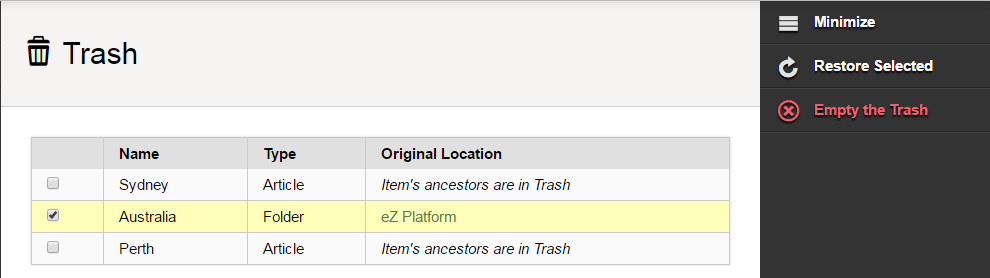 Trash
Minimize
Restore Selected
Empty the Trash
Name Type Original Location
Sydney Article Item's ancestors are in Trash
Australia Folder eZ Platform
Perth Article Item's ancestors are in Trash